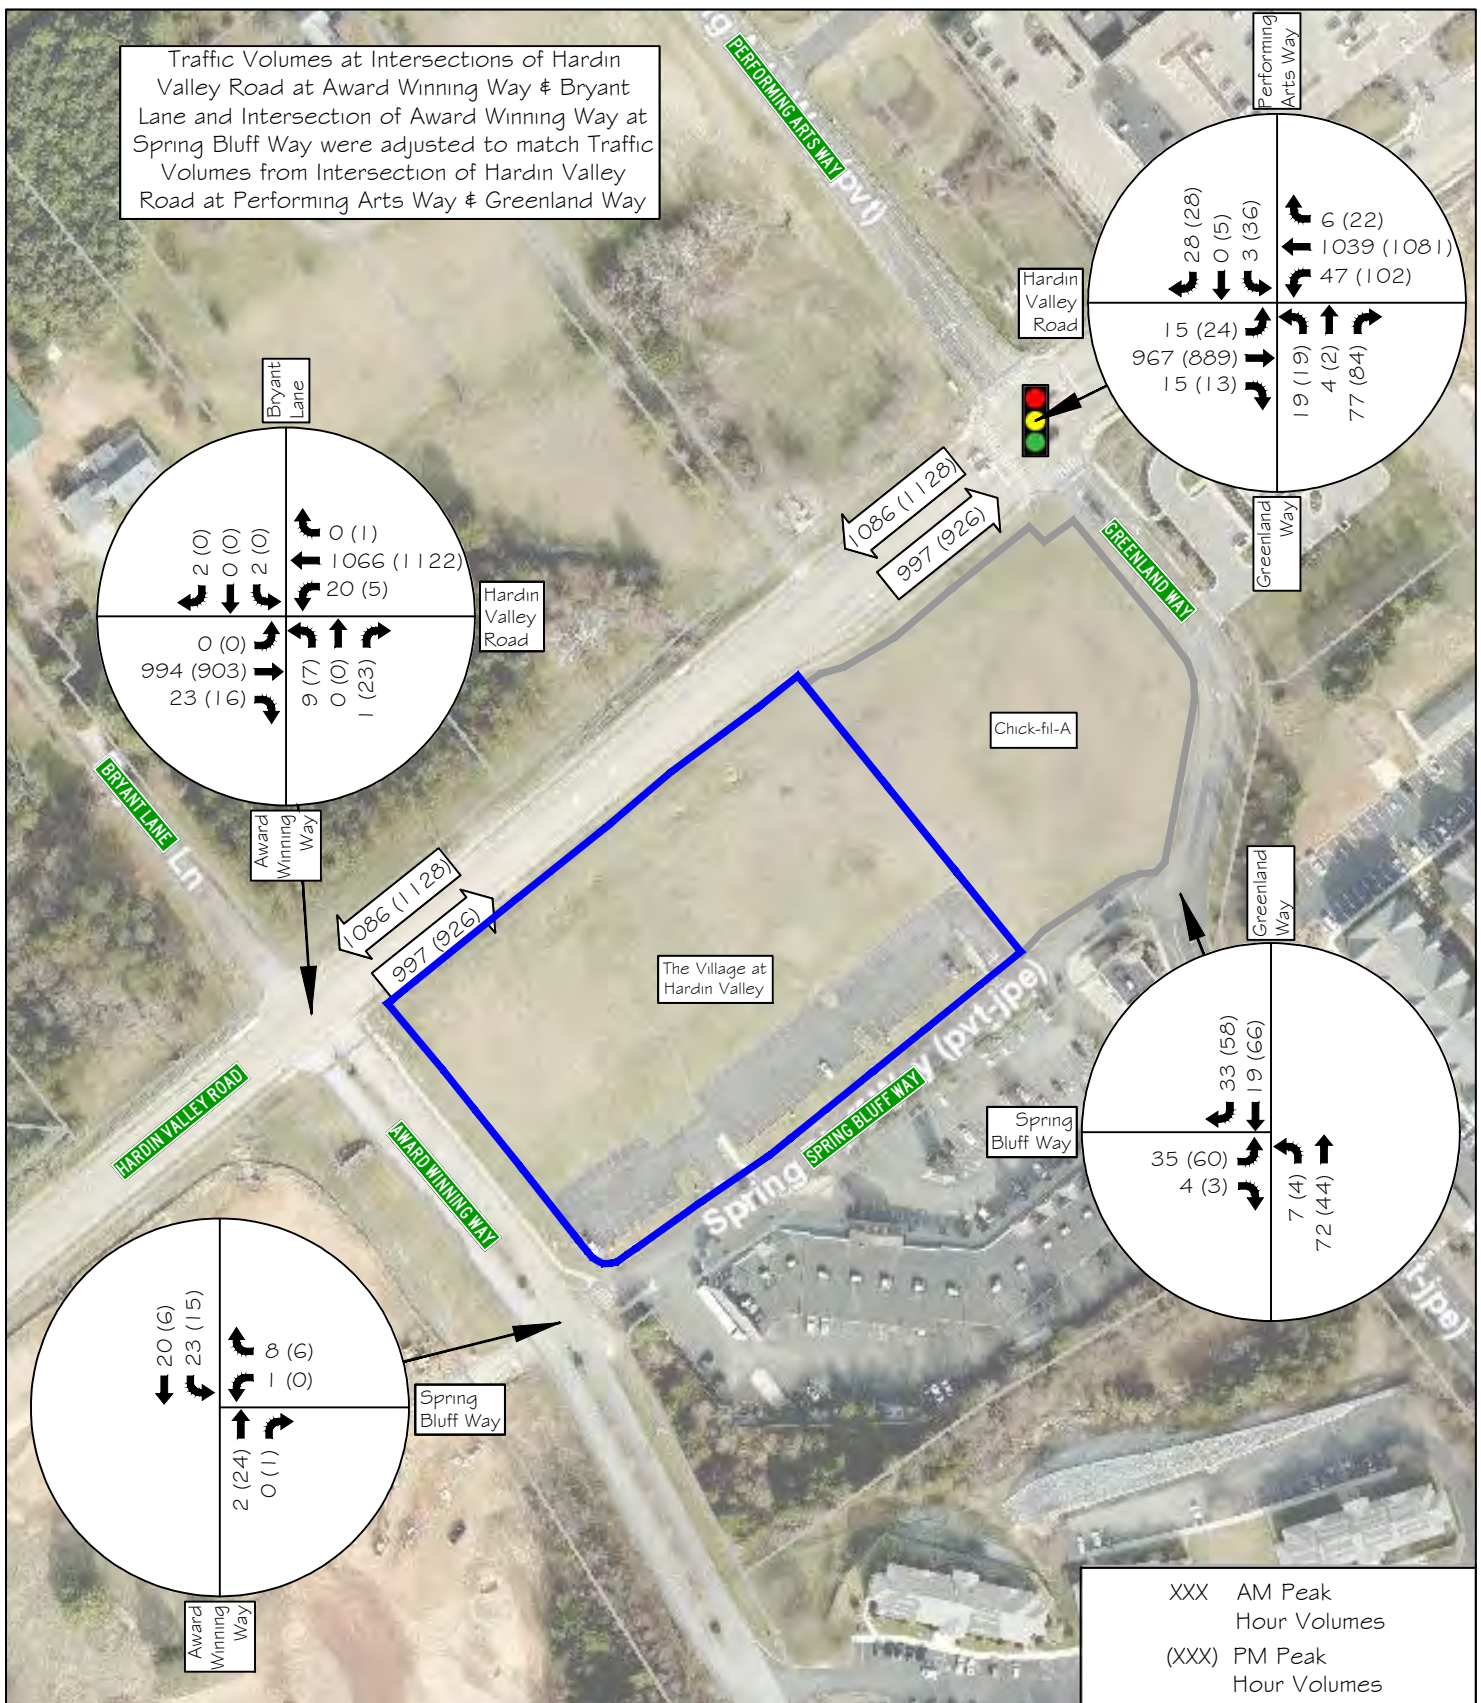 Traffic Volumes at Intersections of Hardin
Valley Road at Award Winning Way & Bryant
Lane and Intersection of Award Winning Way at
Spring Bluff Way were adjusted to match Traffic
Volumes from Intersection of Hardin Valley
Road at Performing Arts Way & Greenland Way
PERFORMING ARTS WAY
pvt)
Performing
Arts Way
28 (28)
0 (5)
3 (36)
6 (22)
1039 (1081)
47 (102)
Hardin
Valley
Road
15 (24)
967 (889)
15 (13)
19 (19)
4 (2)
77 (84)
Greenland
Way
Bryant
Lane
2 (0)
0 (0)
2 (0)
0 (1)
1066 (1122)
20 (5)
Hardin
Valley
Road
0 (0)
994 (903)
23 (16)
9 (7)
0 (0)
1 (23)
Award
Winning
Way
1086 (1128)
997 (926)
GREENLAND WAY
Chick-fil-A
BRYANT LANE
Ln
1086 (1128)
997 (926)
The Village at
Hardin Valley
Greenland
Way
33 (58)
19 (66)
Spring
Bluff Way
35 (60)
4 (3)
7 (4)
72 (44)
HARDIN VALLEY ROAD
AWARD WINNING WAY
SPRING BLUFF WAY
Spring
(pvt-jpe)
t-jpe)
20 (6)
23 (15)
8 (6)
1 (0)
Spring
Bluff Way
2 (24)
0 (1)
Award
Winning
Way
XXX AM Peak
Hour Volumes
(XXX) PM Peak
Hour Volumes